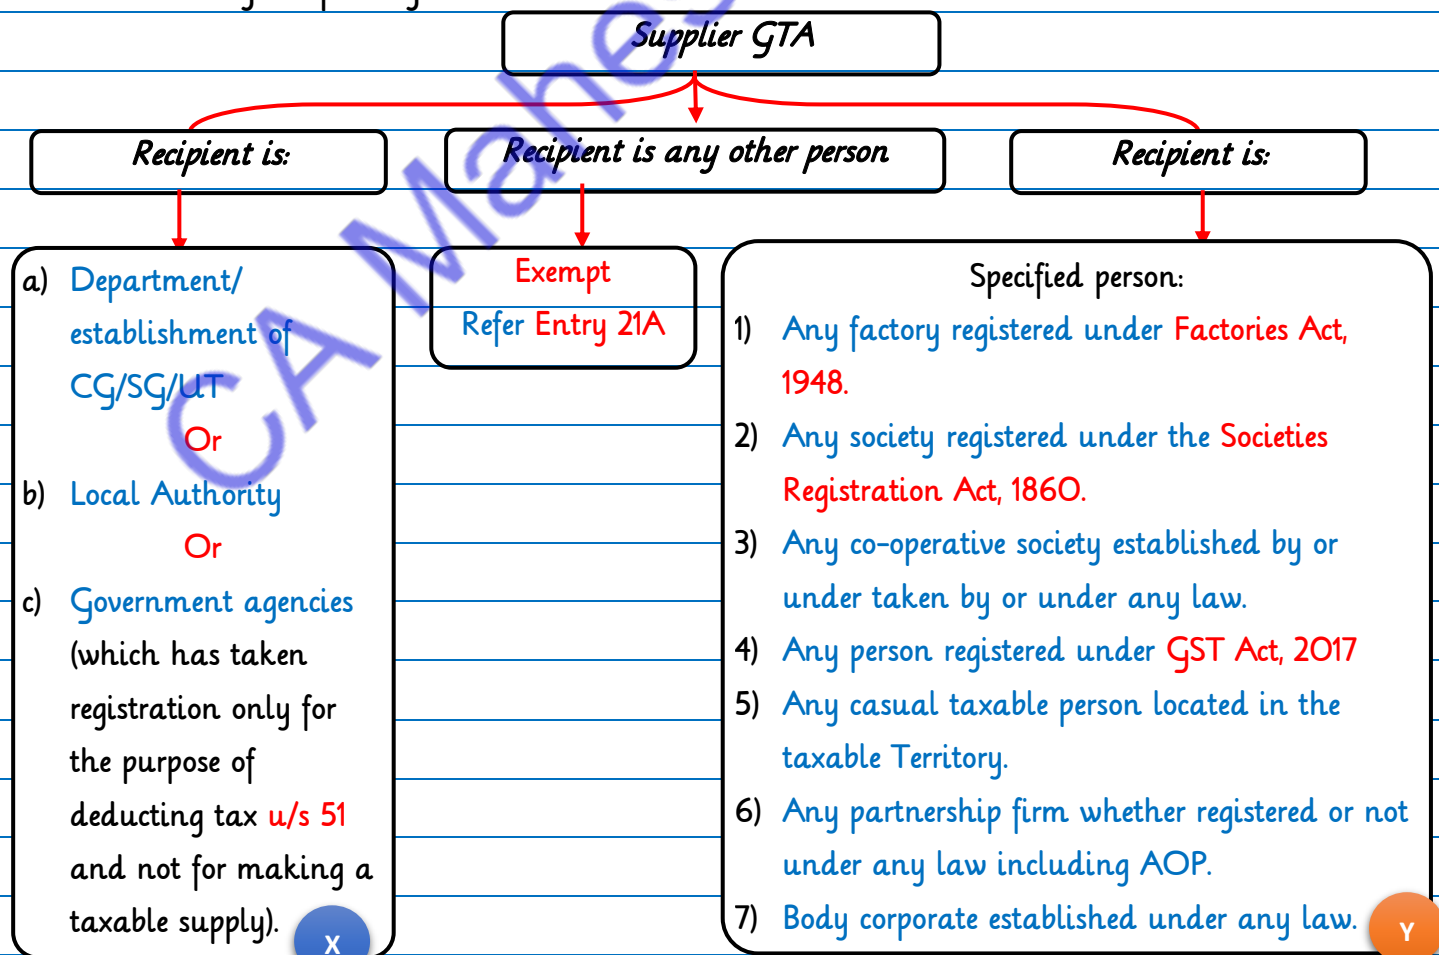 Supplier GTA
Recipient is:
Recipient is any other person
Recipient is:
a) Department/
establishment of
CG/SG/UT
Or
b) Local Authority
Or
c) Government agencies
(which has taken
registration only for
the purpose of
deducting tax u/s 51
and not for making a
taxable supply).
X
Exempt
Refer Entry 21A
Specified person:
1) Any factory registered under Factories Act,
1948.
2) Any society registered under the Societies
Registration Act, 1860.
3) Any co-operative society established by or
under taken by or under any law.
4) Any person registered under GST Act, 2017
5) Any casual taxable person located in the
taxable Territory.
6) Any partnership firm whether registered or not
under any law including AOP.
7) Body corporate established under any law.
Y
CA Mahes